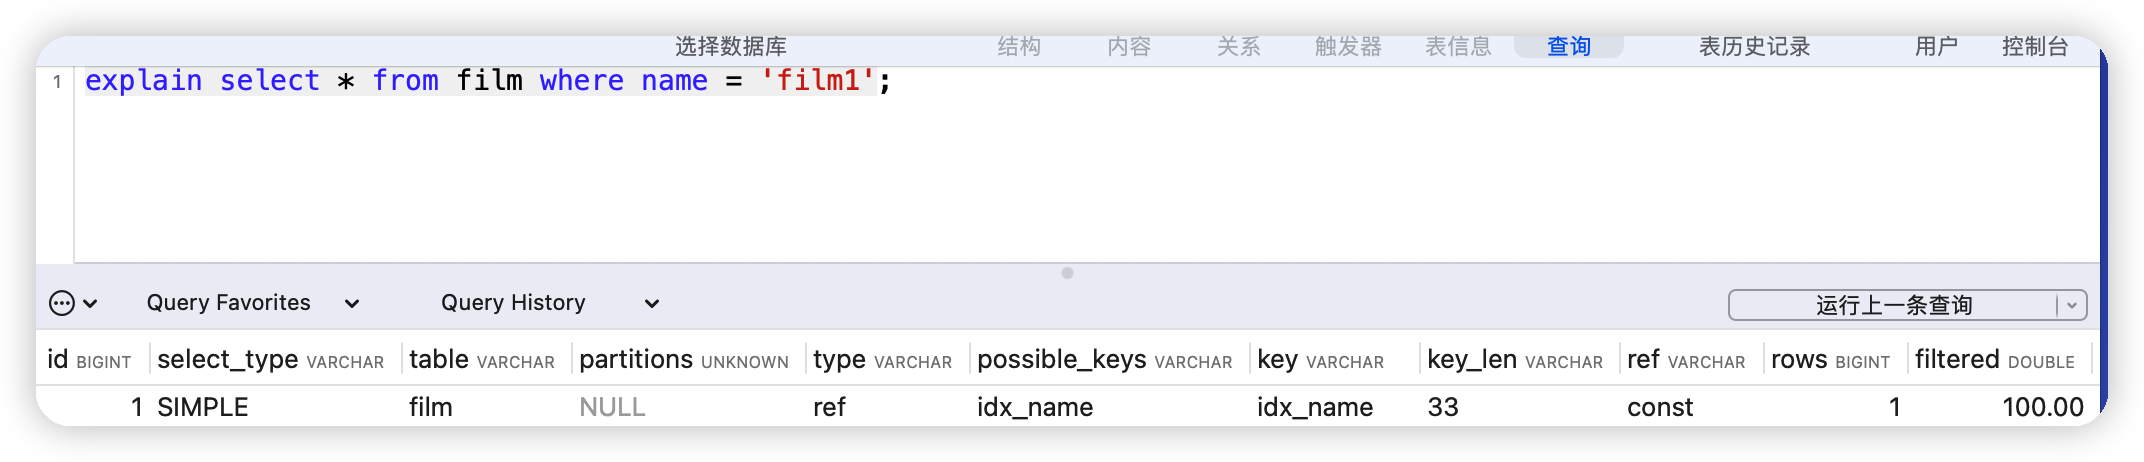 选择数据库 结构 内容 关系 触发器 表信息 查询 表历史记录 用户 控制台
1 explain select * from film where name = 'film1';
Query Favorites Query History 运行上一条查询
id BIGINT select_type VARCHAR table VARCHAR partitions UNKNOWN type VARCHAR possible_keys VARCHAR key VARCHAR key_len VARCHAR ref VARCHAR rows BIGINT filtered DOUBLE
1 SIMPLE film NULL ref idx_name idx_name 33 const 1 100.00